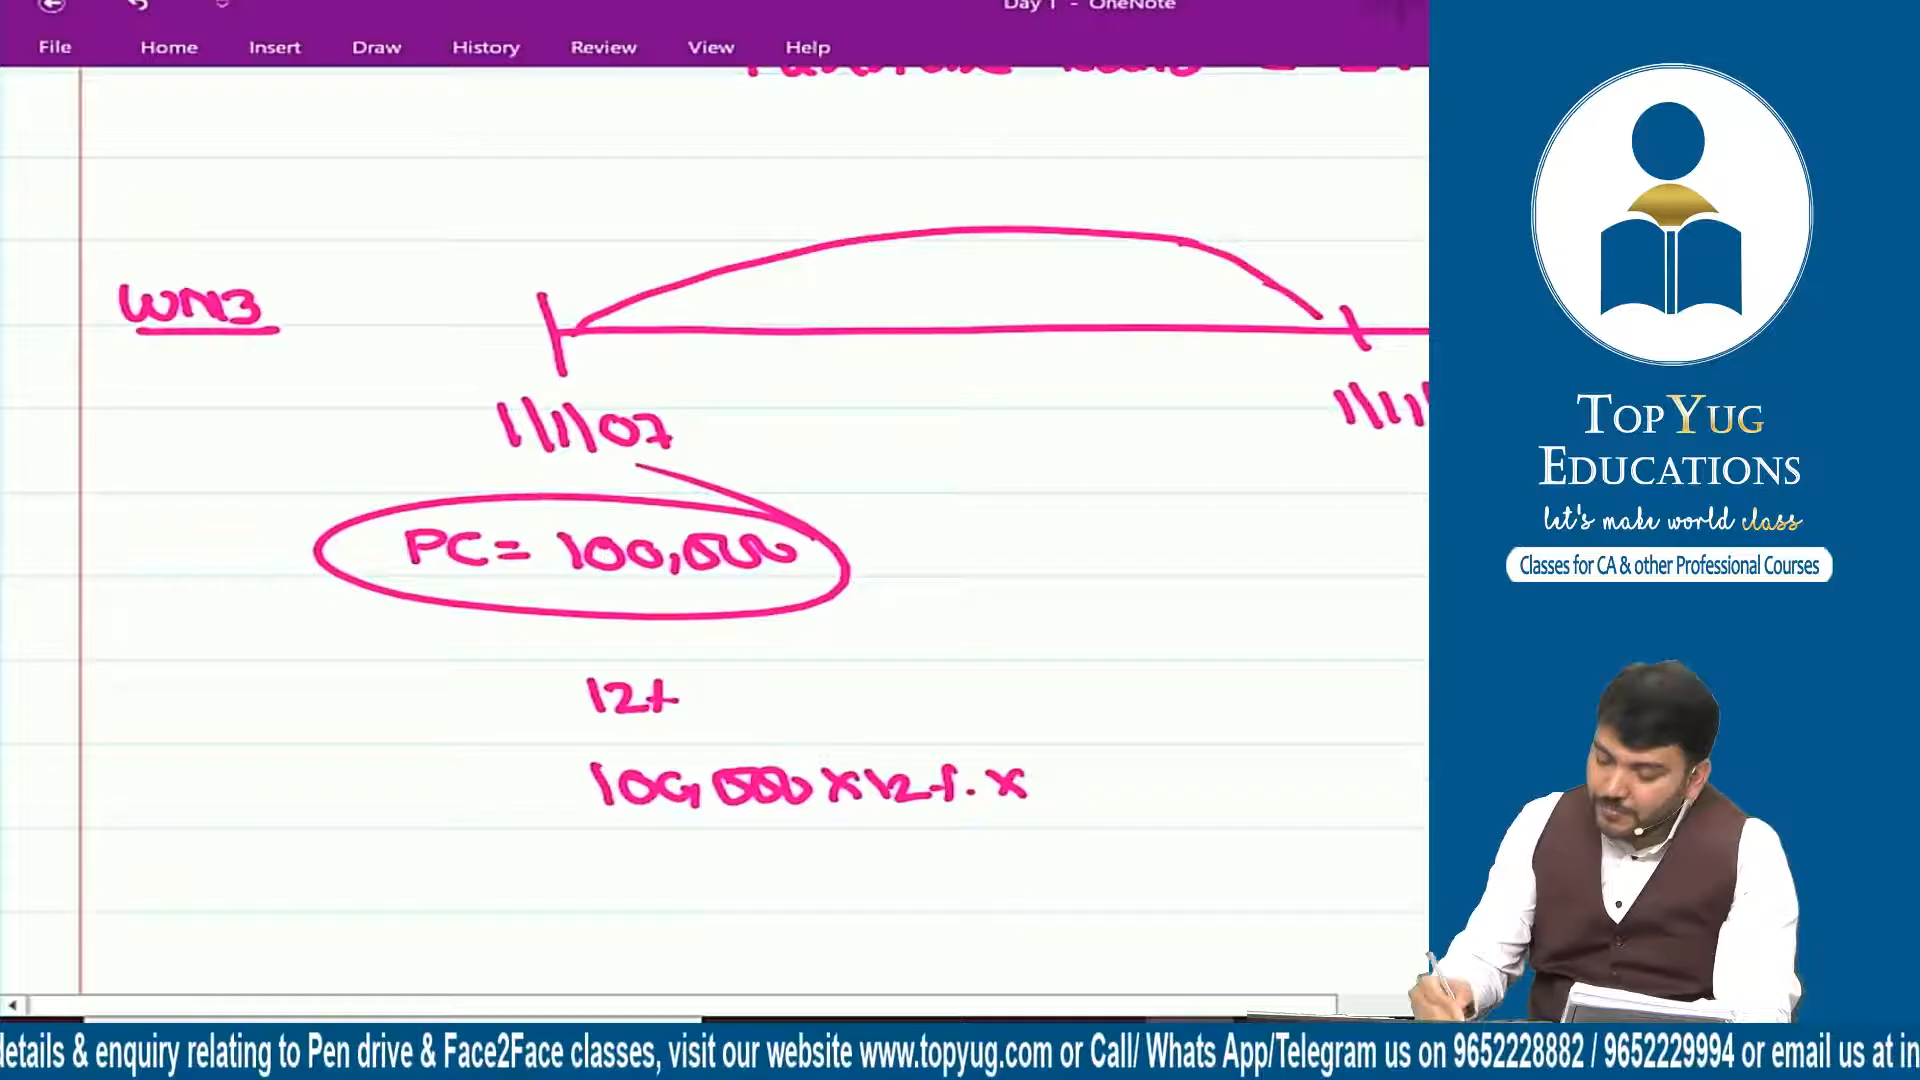 Day 1 - OneNote
File Home Insert Draw History Review View Help
WN3
1/1/07
PC = 100,000
12%
100,000 x 12%. x
TOPYUG
EDUCATIONS
let's make world class
Classes for CA & other Professional Courses
details & enquiry relating to Pen drive & Face2Face classes, visit our website www.topyug.com or Call/ Whats App/Telegram us on 9652228882 / 9652229994 or email us at in